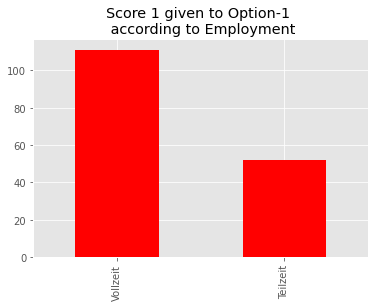 Score 1 given to Option-1
according to Employment
100
80
60
40
20
0
Vollzeit
Teilzeit